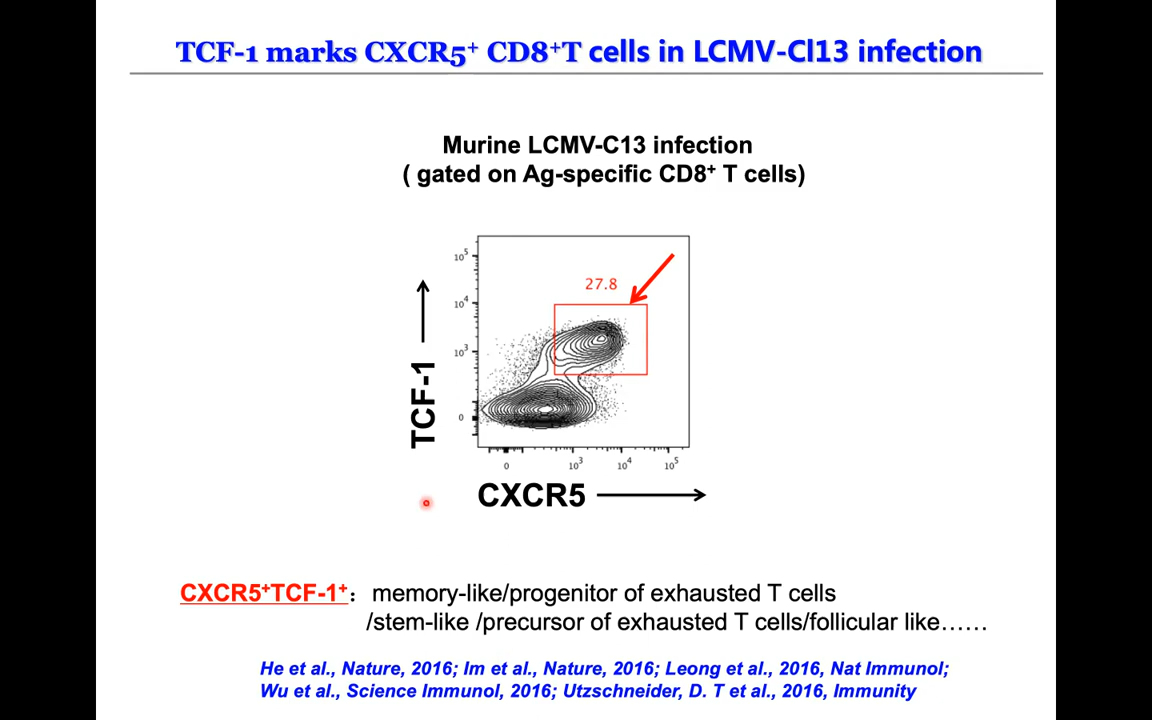 TCF-1 marks CXCR5⁺ CD8⁺T cells in LCMV-Cl13 infection
Murine LCMV-C13 infection
( gated on Ag-specific CD8⁺ T cells)
10⁵
27.8
10⁴
10³
0
TCF-1
0 10³ 10⁴ 10⁵
CXCR5
CXCR5⁺TCF-1⁺: memory-like/progenitor of exhausted T cells
/stem-like /precursor of exhausted T cells/follicular like……
He et al., Nature, 2016; Im et al., Nature, 2016; Leong et al., 2016, Nat Immunol;
Wu et al., Science Immunol, 2016; Utzschneider, D. T et al., 2016, Immunity